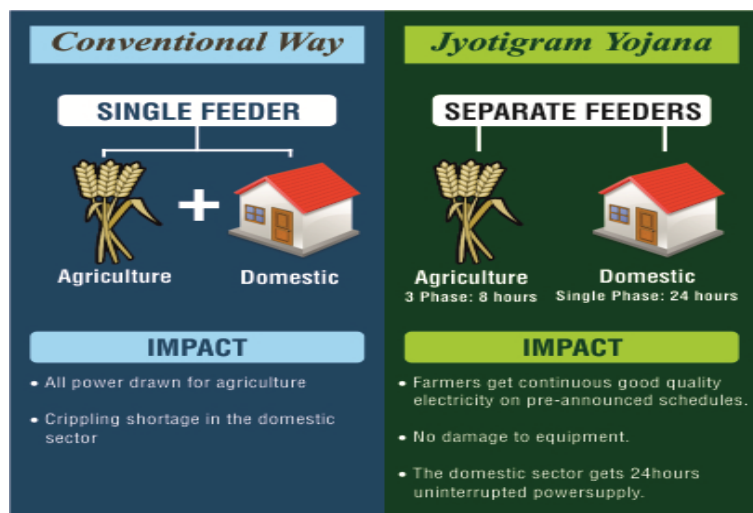 Conventional Way
SINGLE FEEDER
+
Agriculture
Domestic
IMPACT
• All power drawn for agriculture
• Crippling shortage in the domestic
sector
Jyotigram Yojana
SEPARATE FEEDERS
Agriculture
3 Phase: 8 hours
Domestic
Single Phase: 24 hours
IMPACT
• Farmers get continuous good quality
electricity on pre-announced schedules.
• No damage to equipment.
• The domestic sector gets 24hours
uninterrupted powersupply.